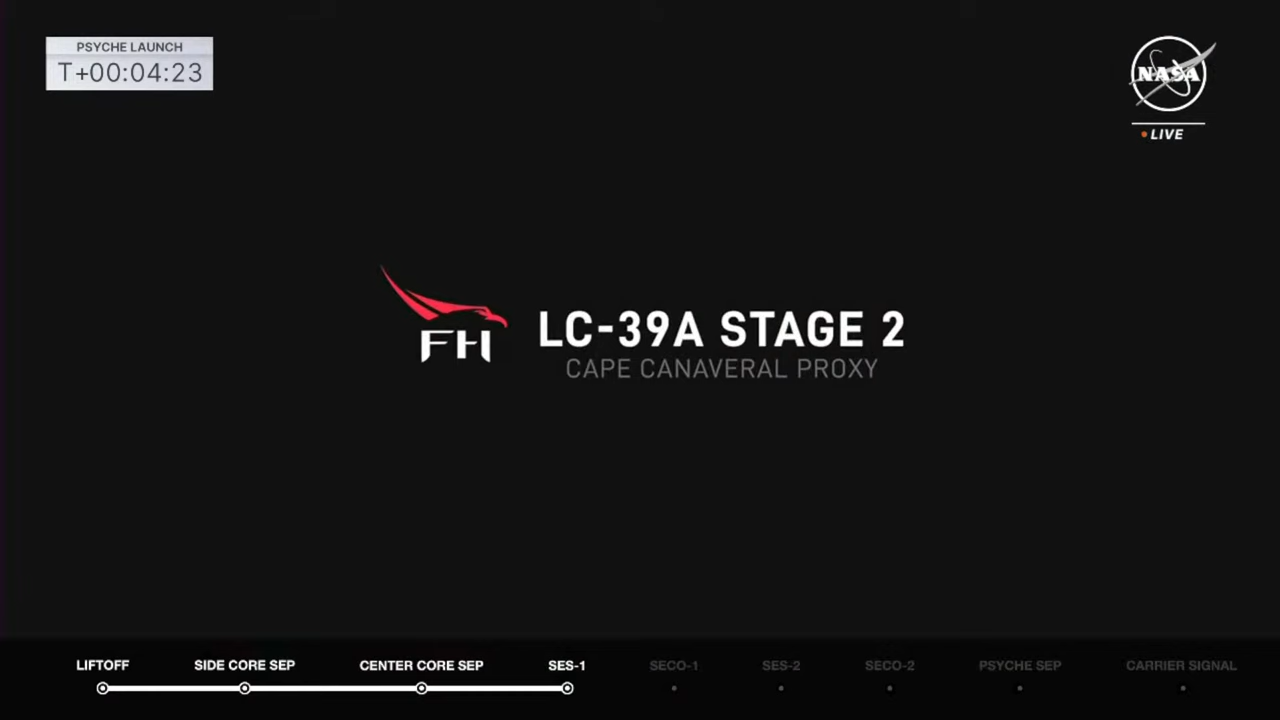 PSYCHE LAUNCH
T+00:04:23
NASA
LIVE
FH
LC-39A STAGE 2
CAPE CANAVERAL PROXY
LIFTOFF
SIDE CORE SEP
CENTER CORE SEP
SES-1
SECO-1
SES-2
SECO-2
PSYCHE SEP
CARRIER SIGNAL